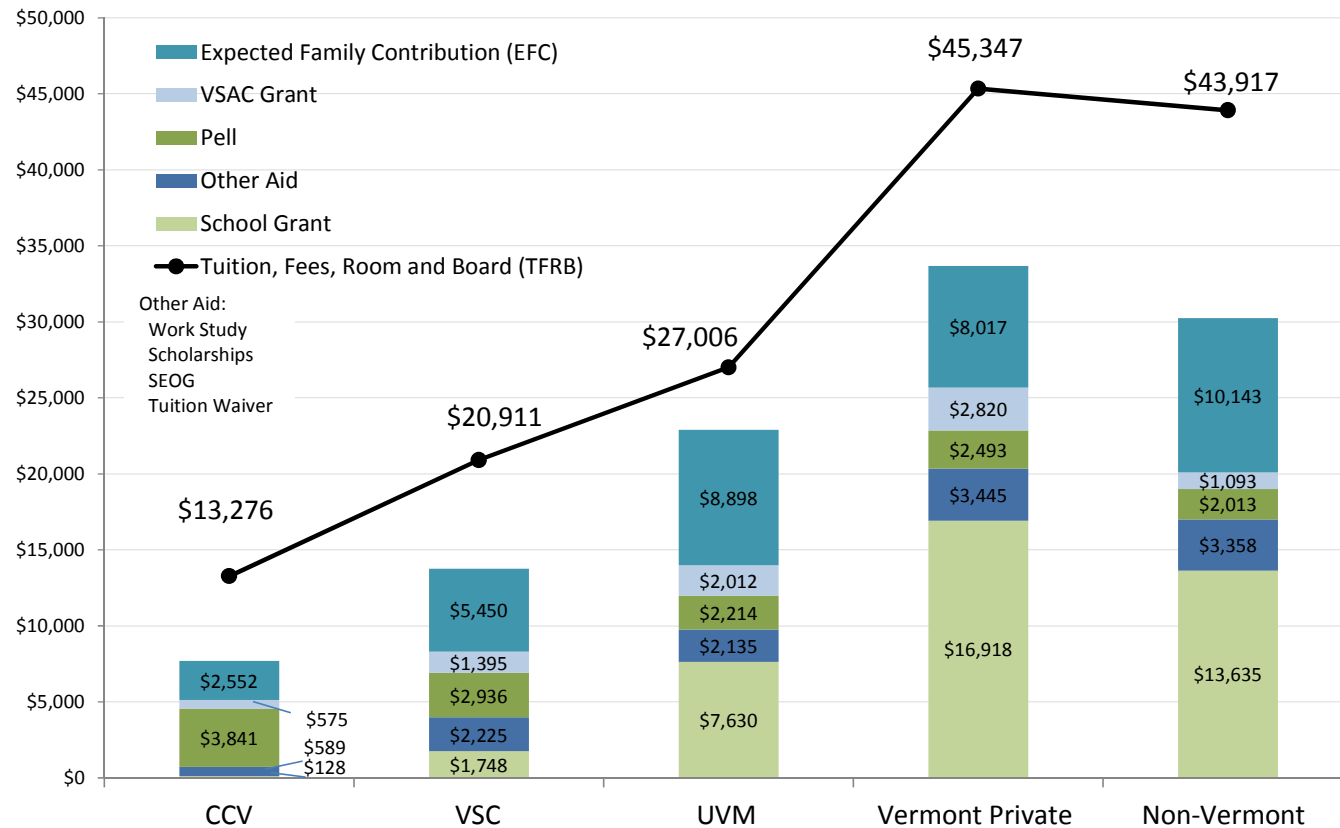 $50,000
$45,000
$40,000
$35,000
$30,000
$25,000
$20,000
$15,000
$10,000
$5,000
$0
Expected Family Contribution (EFC)
VSAC Grant
Pell
Other Aid
School Grant
Tuition, Fees, Room and Board (TFRB)
Other Aid:
Work Study
Scholarships
SEOG
Tuition Waiver
$13,276
$20,911
$27,006
$45,347
$43,917
$2,552
$575
$3,841
$589
$128
$5,450
$1,395
$2,936
$2,225
$1,748
$8,898
$2,012
$2,214
$2,135
$7,630
$8,017
$2,820
$2,493
$3,445
$16,918
$10,143
$1,093
$2,013
$3,358
$13,635
CCV
VSC
UVM
Vermont Private
Non-Vermont